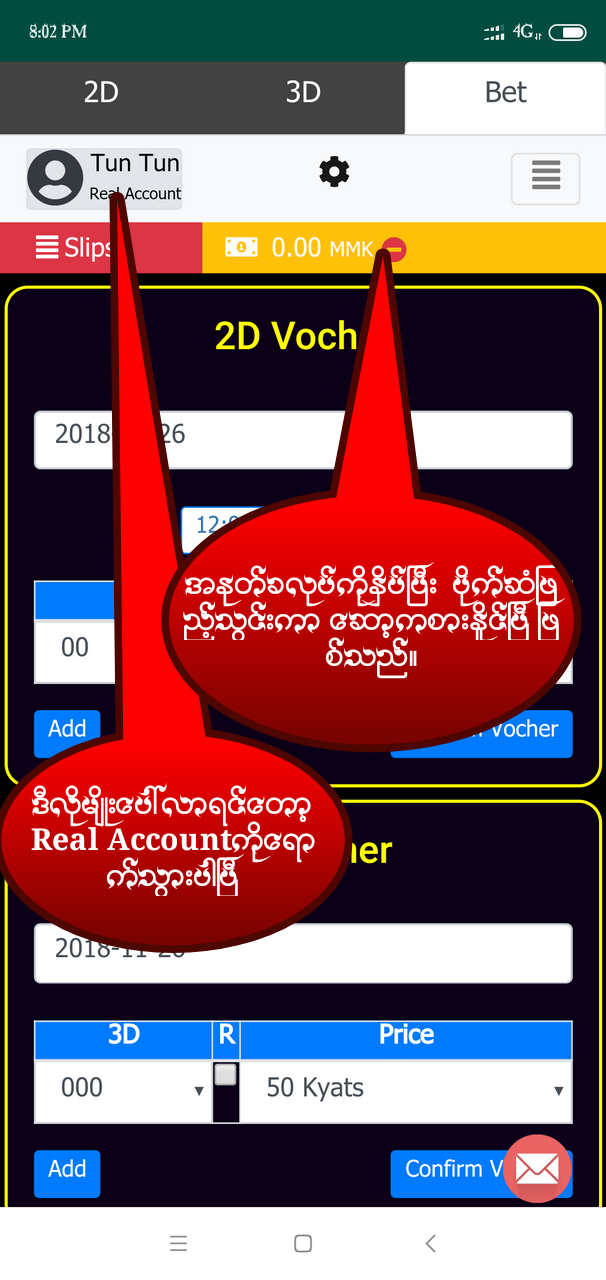 8:02 PM
4G
2D 3D Bet
Tun Tun
Real Account
Slips 0.00 MMK
2D Voch
2018- 26
12:
အနုတ်ခလုပ်ကိုနှိပ်ပြီး ပိုက်ဆံဖြ
ည့်သွင်းကာ ဆော့ကစားနိူင်ပြီ ဖြ
စ်သည်။
00
Add Vocher
ဒီလိုမျိုးပေါ်လာရင်တော့
Real Accountကိုရော
က်သွားပါပြီ
her
2018-11-26
3D R Price
000 50 Kyats
Add Confirm V